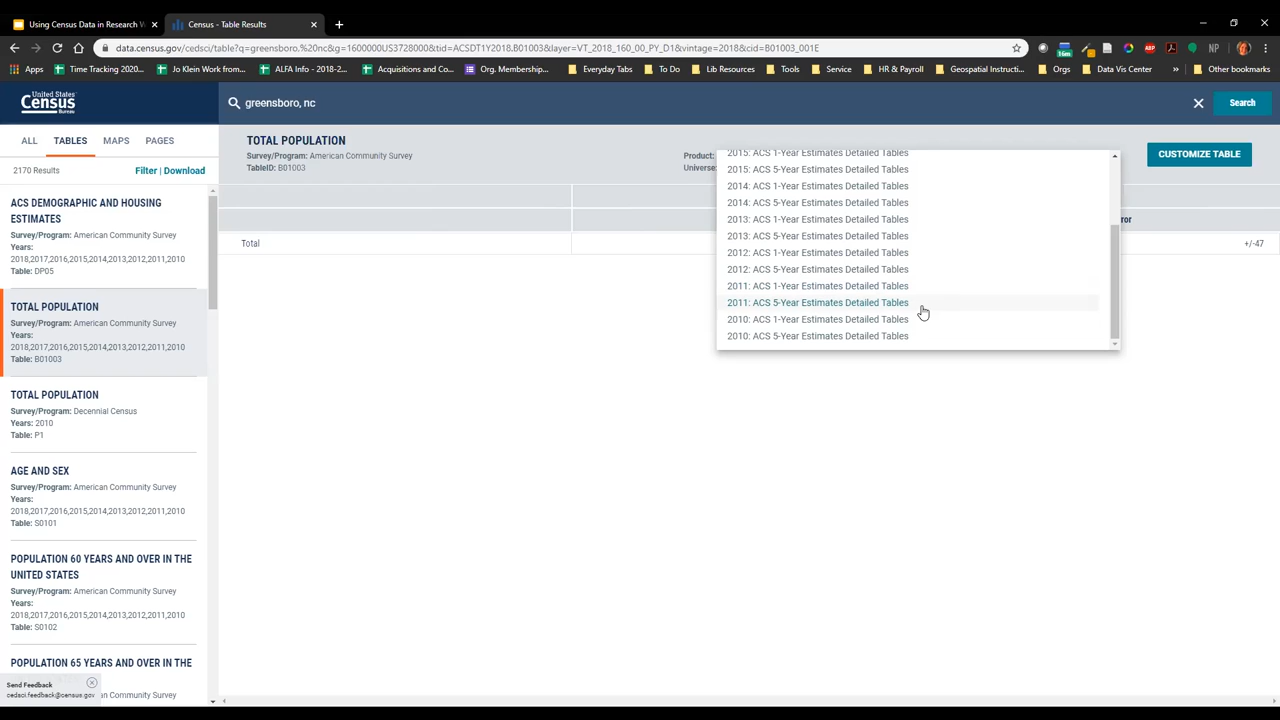 Using Census Data in Research W
Census - Table Results
data.census.gov/cedsci/table?q=greensboro.%20nc&g=1600000US3728000&tid=ACSDT1Y2018.B01003&layer=VT_2018_160_00_PY_D1&vintage=2018&cid=B01003_001E
16m
ABP
NP
Apps
Time Tracking 2020...
Jo Klein Work from...
ALFA Info - 2018-2...
Acquisitions and Co...
Org. Membership...
Everyday Tabs
To Do
Lib Resources
Tools
Service
HR & Payroll
Geospatial Instructi...
Orgs
Data Vis Center
»
Other bookmarks
United States®
Census
Bureau
greensboro, nc
Search
ALL
TABLES
MAPS
PAGES
2170 Results
Filter | Download
ACS DEMOGRAPHIC AND HOUSING
ESTIMATES
Survey/Program: American Community Survey
Years:
2018,2017,2016,2015,2014,2013,2012,2011,2010
Table: DP05
TOTAL POPULATION
Survey/Program: American Community Survey
Years:
2018,2017,2016,2015,2014,2013,2012,2011,2010
Table: B01003
TOTAL POPULATION
Survey/Program: Decennial Census
Years: 2010
Table: P1
AGE AND SEX
Survey/Program: American Community Survey
Years:
2018,2017,2016,2015,2014,2013,2012,2011,2010
Table: S0101
POPULATION 60 YEARS AND OVER IN THE
UNITED STATES
Survey/Program: American Community Survey
Years:
2018,2017,2016,2015,2014,2013,2012,2011,2010
Table: S0102
POPULATION 65 YEARS AND OVER IN THE
an Community Survey
Send Feedback
cedsci.feedback@census.gov
TOTAL POPULATION
Survey/Program: American Community Survey
TableID: B01003
Product:
Universe:
CUSTOMIZE TABLE
2015: ACS 1-Year Estimates Detailed Tables
2015: ACS 5-Year Estimates Detailed Tables
2014: ACS 1-Year Estimates Detailed Tables
2014: ACS 5-Year Estimates Detailed Tables
2013: ACS 1-Year Estimates Detailed Tables
2013: ACS 5-Year Estimates Detailed Tables
2012: ACS 1-Year Estimates Detailed Tables
2012: ACS 5-Year Estimates Detailed Tables
2011: ACS 1-Year Estimates Detailed Tables
2011: ACS 5-Year Estimates Detailed Tables
2010: ACS 1-Year Estimates Detailed Tables
2010: ACS 5-Year Estimates Detailed Tables
ror
Total
+/-47